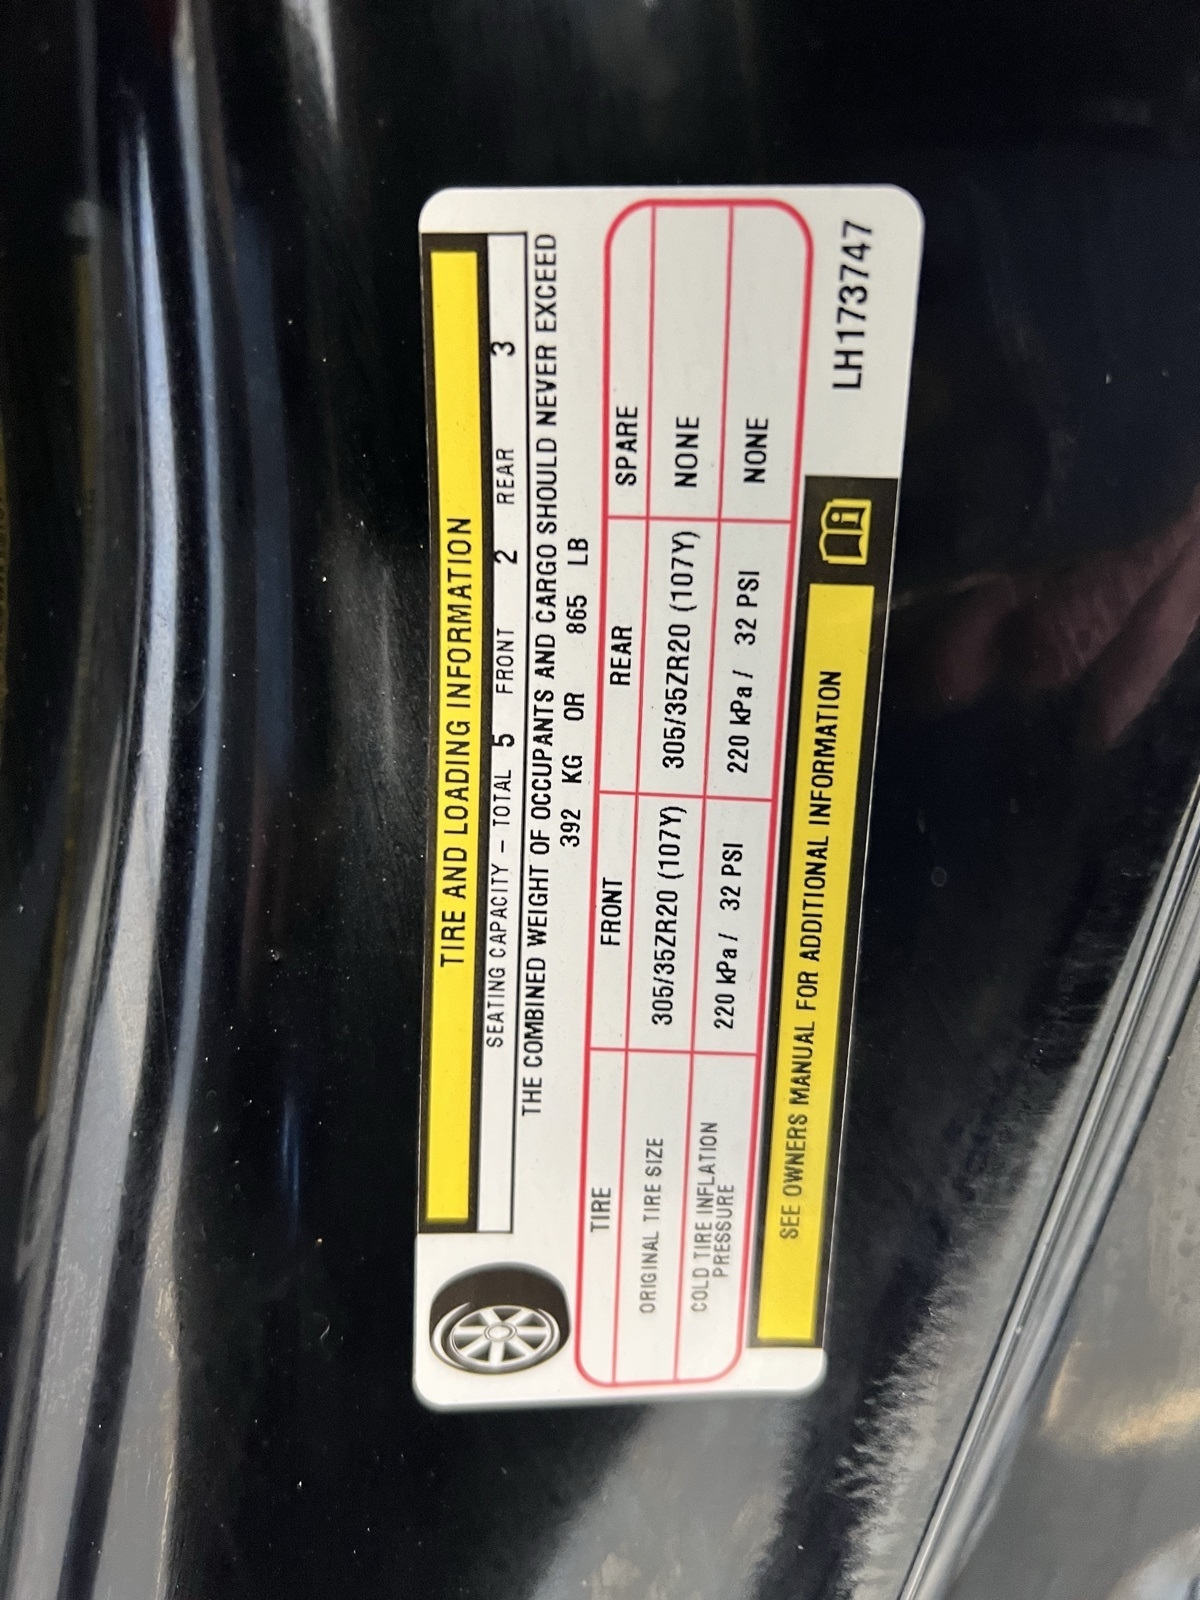 TIRE AND LOADING INFORMATION
SEATING CAPACITY – TOTAL 5 FRONT 2 REAR 3
THE COMBINED WEIGHT OF OCCUPANTS AND CARGO SHOULD NEVER EXCEED
392 KG OR 865 LB
TIRE FRONT REAR SPARE
ORIGINAL TIRE SIZE 305/35ZR20 (107Y) 305/35ZR20 (107Y) NONE
COLD TIRE INFLATION
PRESSURE 220 kPa / 32 PSI 220 kPa / 32 PSI NONE
SEE OWNERS MANUAL FOR ADDITIONAL INFORMATION
LH173747